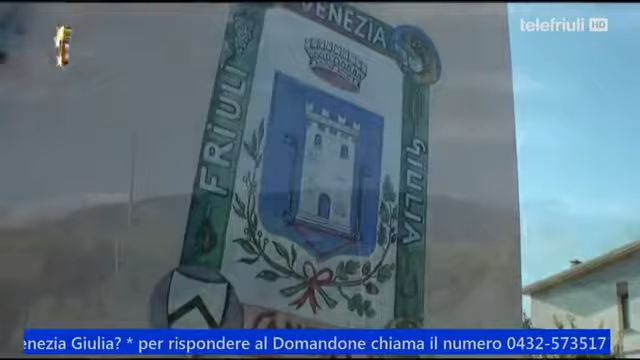 telefriuli HD
VENEZIA
FRIULI
GIULIA
enezia Giulia? * per rispondere al Domandone chiama il numero 0432-573517